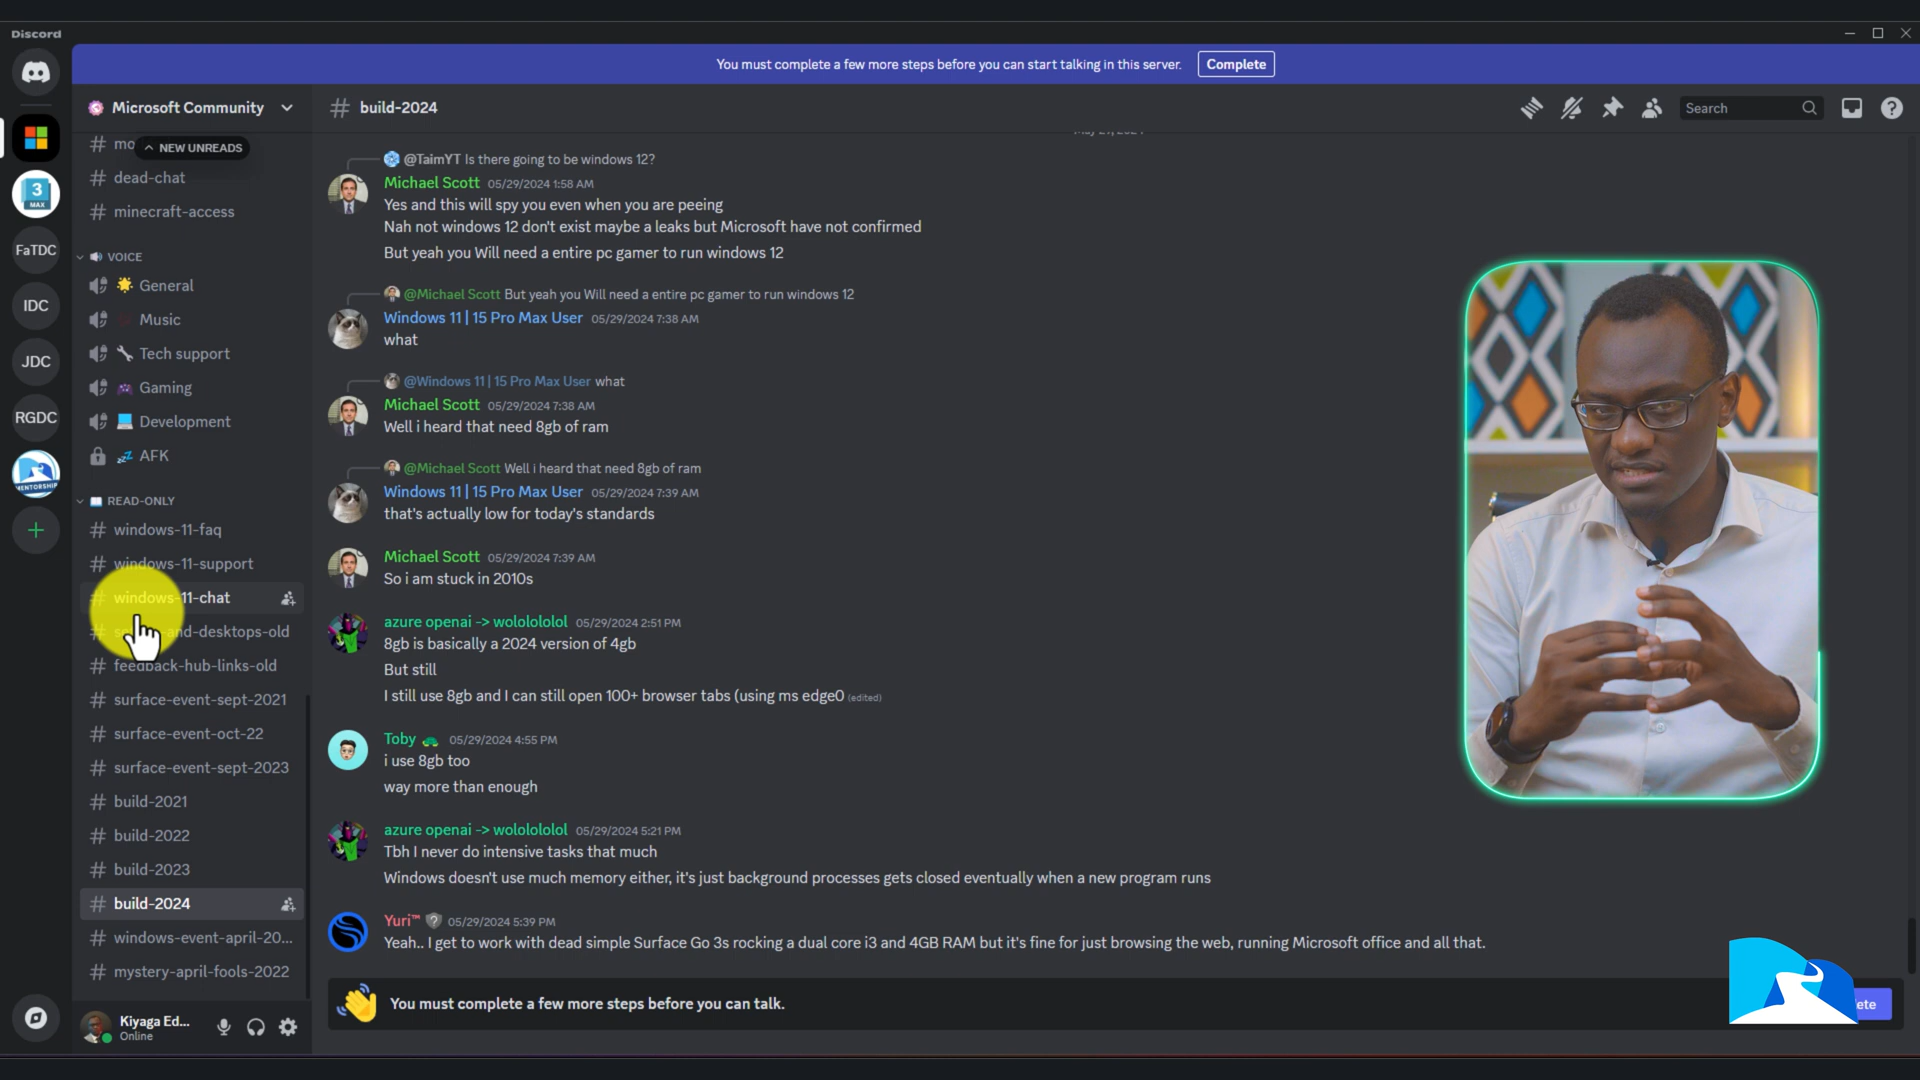 Discord
You must complete a few more steps before you can start talking in this server.
Complete
Microsoft Community
build-2024
Search
NEW UNREADS
dead-chat
minecraft-access
VOICE
General
Music
Tech support
Gaming
Development
AFK
READ-ONLY
windows-11-faq
windows-11-support
windows-11-chat
and-desktops-old
feedback-hub-links-old
surface-event-sept-2021
surface-event-oct-22
surface-event-sept-2023
build-2021
build-2022
build-2023
build-2024
windows-event-april-20...
mystery-april-fools-2022
3
MAX
FaTDC
IDC
JDC
RGDC
MENTORSHIP
Kiyaga Ed...
Online
@TaimYT Is there going to be windows 12?
Michael Scott 05/29/2024 1:58 AM
Yes and this will spy you even when you are peeing
Nah not windows 12 don't exist maybe a leaks but Microsoft have not confirmed
But yeah you Will need a entire pc gamer to run windows 12
@Michael Scott But yeah you Will need a entire pc gamer to run windows 12
Windows 11 | 15 Pro Max User 05/29/2024 7:38 AM
what
@Windows 11 | 15 Pro Max User what
Michael Scott 05/29/2024 7:38 AM
Well i heard that need 8gb of ram
@Michael Scott Well i heard that need 8gb of ram
Windows 11 | 15 Pro Max User 05/29/2024 7:39 AM
that's actually low for today's standards
Michael Scott 05/29/2024 7:39 AM
So i am stuck in 2010s
azure openai -> wolololololol 05/29/2024 2:51 PM
8gb is basically a 2024 version of 4gb
But still
I still use 8gb and I can still open 100+ browser tabs (using ms edge0 (edited)
Toby 05/29/2024 4:55 PM
i use 8gb too
way more than enough
azure openai -> wolololololol 05/29/2024 5:21 PM
Tbh I never do intensive tasks that much
Windows doesn't use much memory either, it's just background processes gets closed eventually when a new program runs
Yuri™ 05/29/2024 5:39 PM
Yeah.. I get to work with dead simple Surface Go 3s rocking a dual core i3 and 4GB RAM but it's fine for just browsing the web, running Microsoft office and all that.
You must complete a few more steps before you can talk.